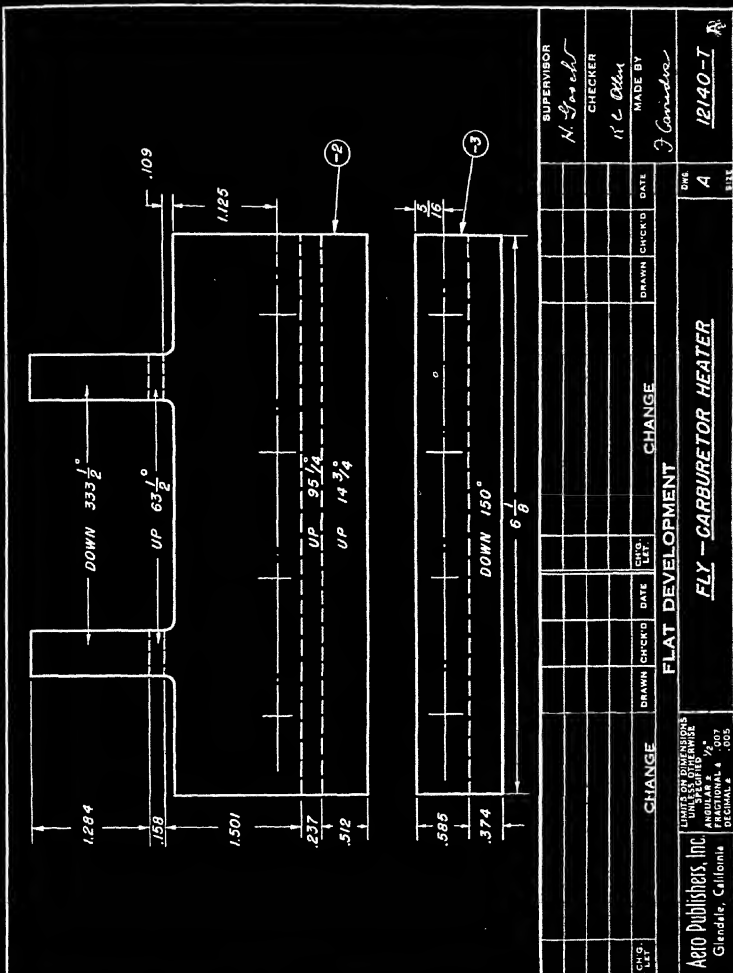 .109
1.125
-2
-3
5/16
DOWN 333 1/2°
UP 63 1/2°
UP 95 1/4°
UP 14 3/4°
DOWN 150°
6 1/8
1.284
.158
1.501
.237
.512
.585
.374
SUPERVISOR
CHECKER
MADE BY
CH'G. LET.
CHANGE
DRAWN
CH'CK'D
DATE
CH'G. LET.
CHANGE
DRAWN
CH'CK'D
DATE
FLAT DEVELOPMENT
Aero Publishers, Inc.
Glendale, California
LIMITS ON DIMENSIONS
UNLESS OTHERWISE
SPECIFIED
ANGULAR ± 1/2°
FRACTIONAL ± .007
DECIMAL ± .005
FLY - CARBURETOR HEATER
DWG.
A
SIZE
12140-T